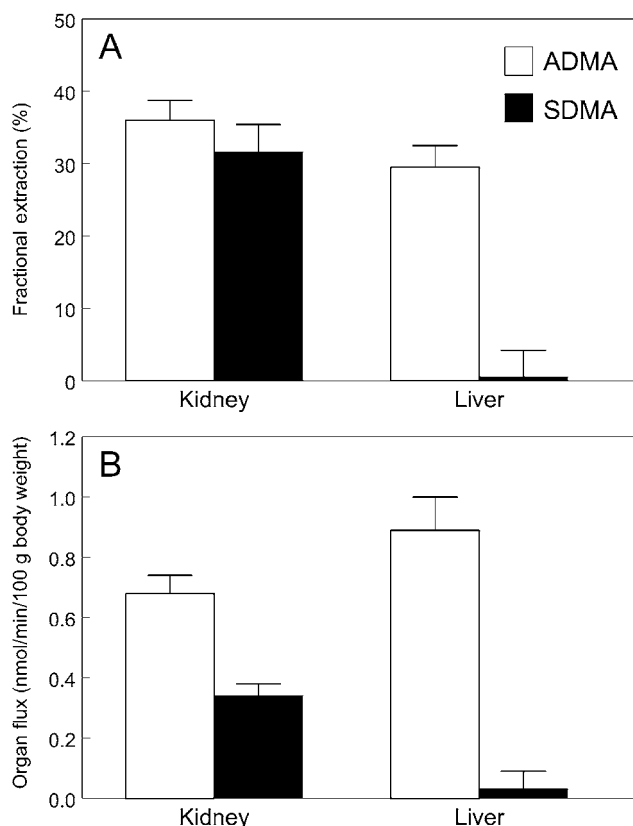 A
ADMA
SDMA
Fractional extraction (%)
50
40
30
20
10
0
Kidney Liver
B
Organ flux (nmol/min/100 g body weight)
1.2
1.0
0.8
0.6
0.4
0.2
0.0
Kidney Liver